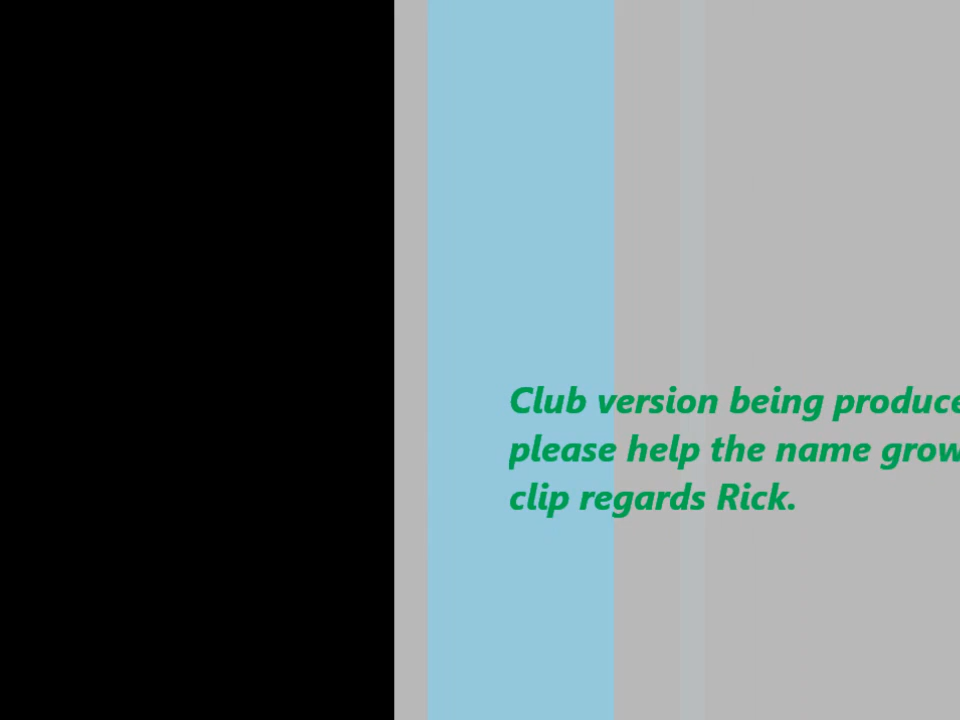 Club version being produce
please help the name grow
clip regards Rick.